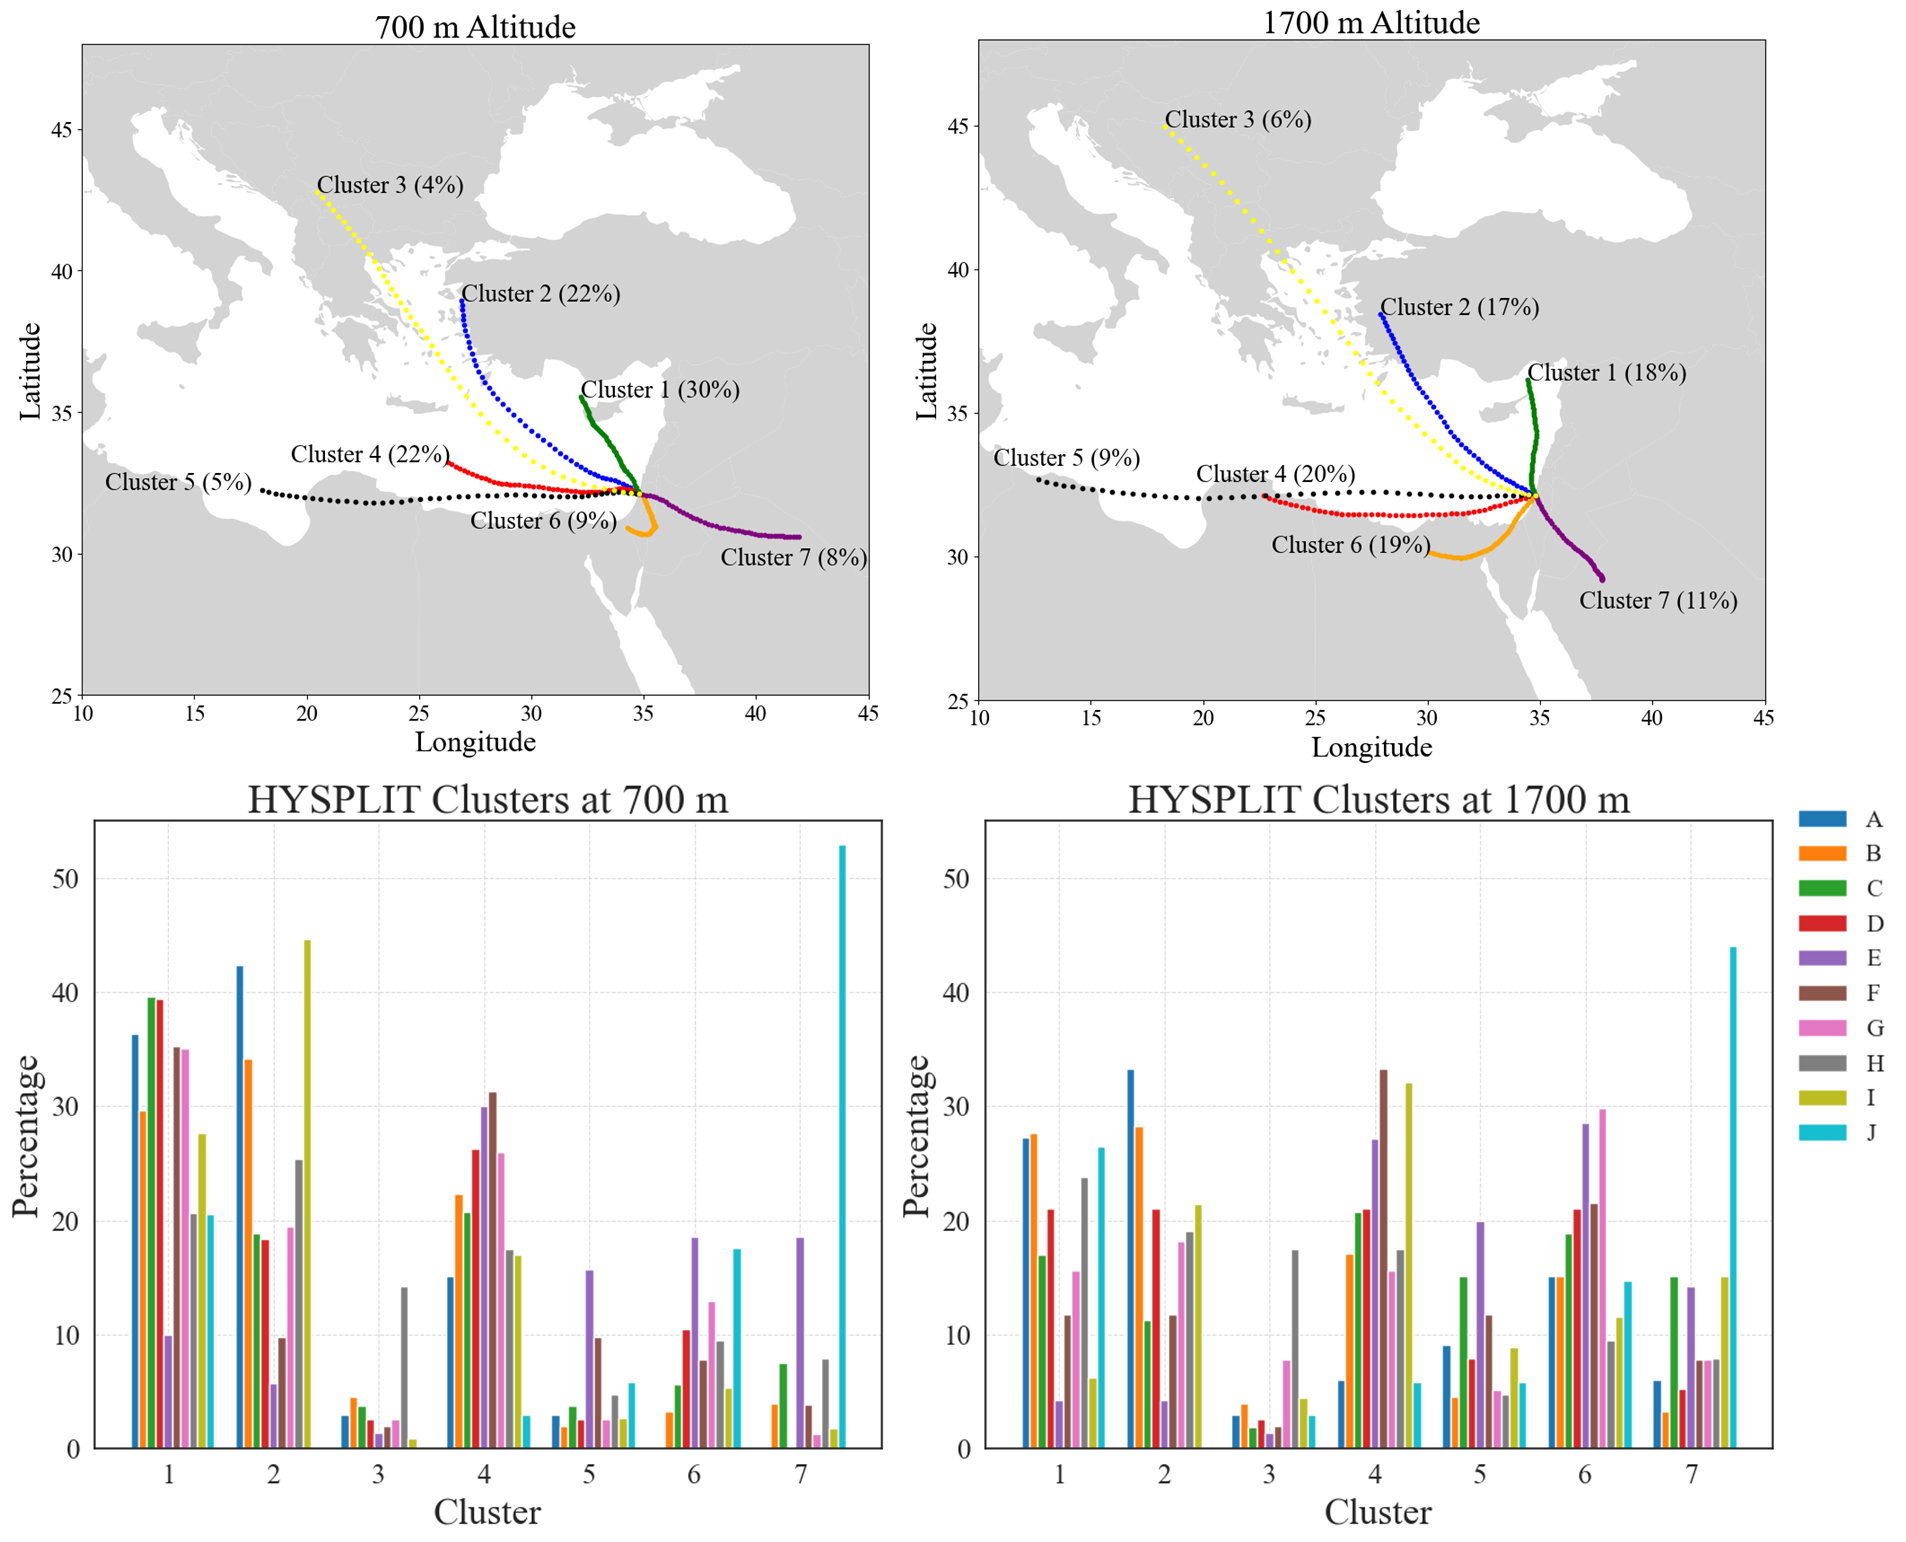 700 m Altitude
45
40
35
30
25
10 15 20 25 30 35 40 45
Latitude
Longitude
Cluster 3 (4%)
Cluster 2 (22%)
Cluster 1 (30%)
Cluster 4 (22%)
Cluster 5 (5%)
Cluster 6 (9%)
Cluster 7 (8%)
1700 m Altitude
45
40
35
30
25
10 15 20 25 30 35 40 45
Latitude
Longitude
Cluster 3 (6%)
Cluster 2 (17%)
Cluster 1 (18%)
Cluster 5 (9%)
Cluster 4 (20%)
Cluster 6 (19%)
Cluster 7 (11%)
HYSPLIT Clusters at 700 m
50
40
30
20
10
0
1 2 3 4 5 6 7
Percentage
Cluster
HYSPLIT Clusters at 1700 m
50
40
30
20
10
0
1 2 3 4 5 6 7
Percentage
Cluster
A
B
C
D
E
F
G
H
I
J